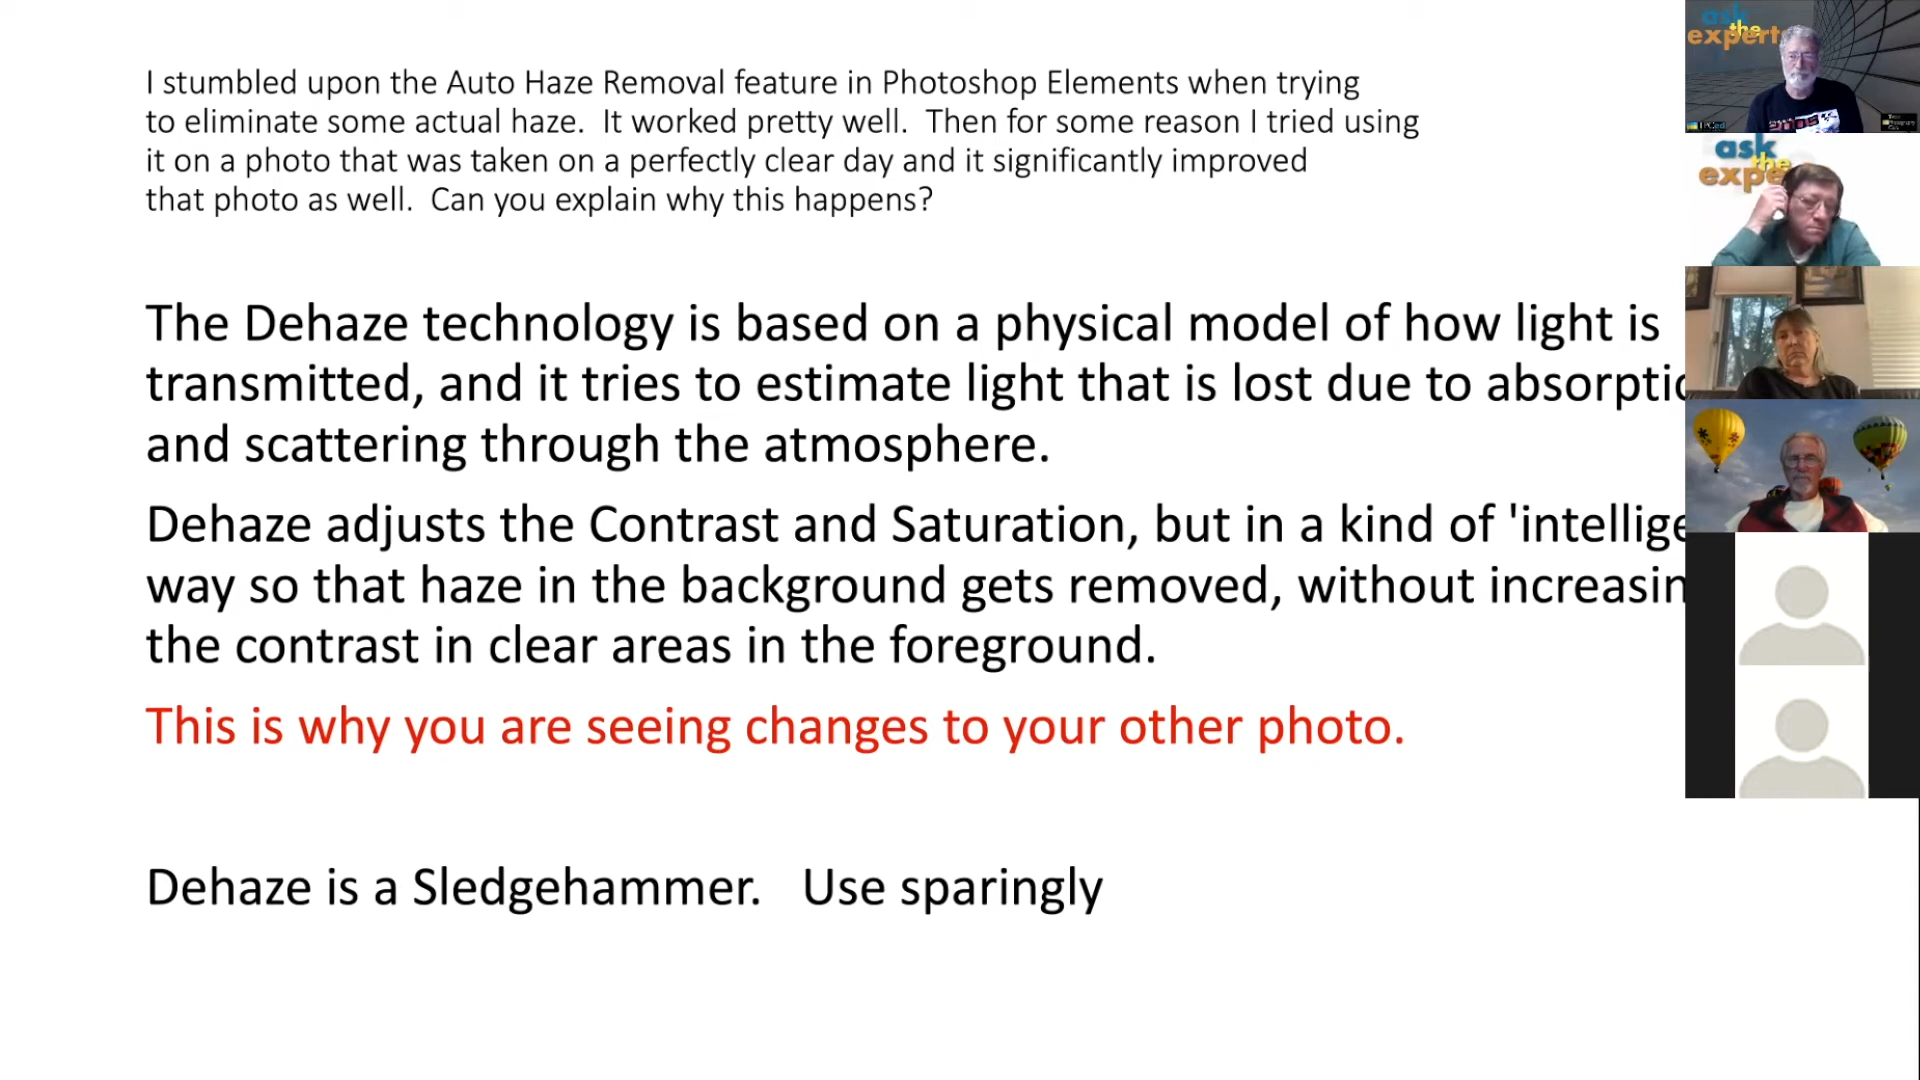 I stumbled upon the Auto Haze Removal feature in Photoshop Elements when trying
to eliminate some actual haze.  It worked pretty well.  Then for some reason I tried using
it on a photo that was taken on a perfectly clear day and it significantly improved
that photo as well.  Can you explain why this happens?
The Dehaze technology is based on a physical model of how light is
transmitted, and it tries to estimate light that is lost due to
and scattering through the atmosphere.
Dehaze adjusts the Contrast and Saturation, but in a kind of
way so that haze in the background gets removed, without
the contrast in clear areas in the foreground.
This is why you are seeing changes to your other photo.
Dehaze is a Sledgehammer.   Use sparingly
ask
the
experts
ask
the